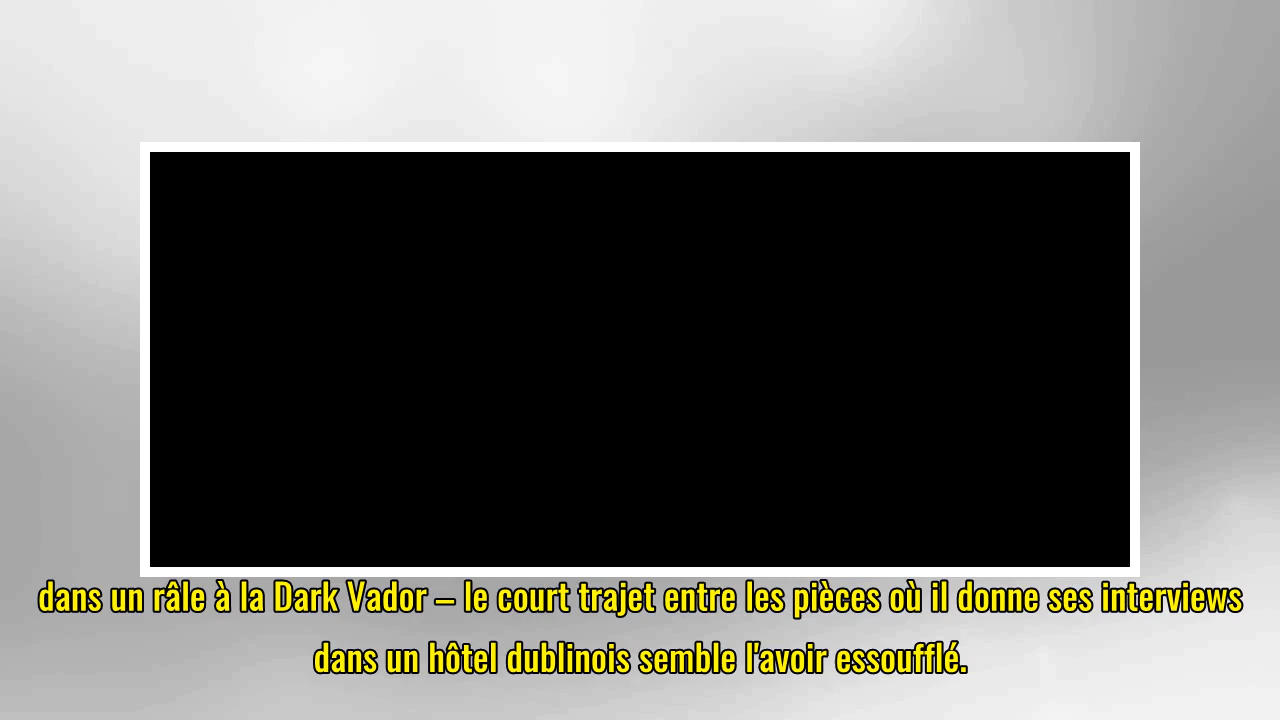 dans un râle à la Dark Vador – le court trajet entre les pièces où il donne ses interviews
dans un hôtel dublinois semble l'avoir essoufflé.